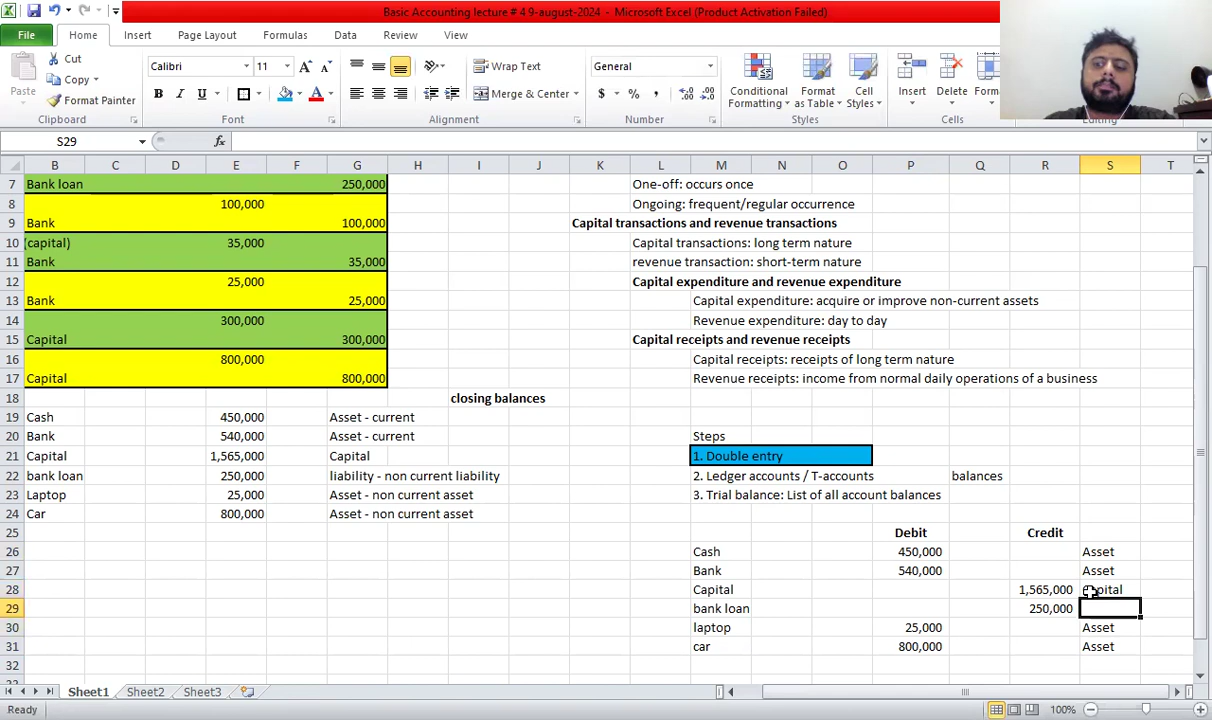 Basic Accounting lecture # 4 9-august-2024 - Microsoft Excel (Product Activation Failed)
File Home Insert Page Layout Formulas Data Review View
Paste Cut Copy Format Painter Clipboard
Calibri 11 B I U Font
Wrap Text Merge & Center Alignment
General $ % , Number
Conditional Formatting Format as Table Cell Styles Styles
Insert Delete Cells
Editing
S29 fx
B C D E F G H I J K L M N O P Q R S T
7 Bank loan 250,000 One-off: occurs once
8 100,000 Ongoing: frequent/regular occurrence
9 Bank 100,000 Capital transactions and revenue transactions
10 (capital) 35,000 Capital transactions: long term nature
11 Bank 35,000 revenue transaction: short-term nature
12 25,000 Capital expenditure and revenue expenditure
13 Bank 25,000 Capital expenditure: acquire or improve non-current assets
14 300,000 Revenue expenditure: day to day
15 Capital 300,000 Capital receipts and revenue receipts
16 800,000 Capital receipts: receipts of long term nature
17 Capital 800,000 Revenue receipts: income from normal daily operations of a business
18 closing balances
19 Cash 450,000 Asset - current
20 Bank 540,000 Asset - current Steps
21 Capital 1,565,000 Capital 1. Double entry
22 bank loan 250,000 liability - non current liability 2. Ledger accounts / T-accounts balances
23 Laptop 25,000 Asset - non current asset 3. Trial balance: List of all account balances
24 Car 800,000 Asset - non current asset
25 Debit Credit
26 Cash 450,000 Asset
27 Bank 540,000 Asset
28 Capital 1,565,000 Capital
29 bank loan 250,000
30 laptop 25,000 Asset
31 car 800,000 Asset
32
Sheet1 Sheet2 Sheet3
Ready 100%